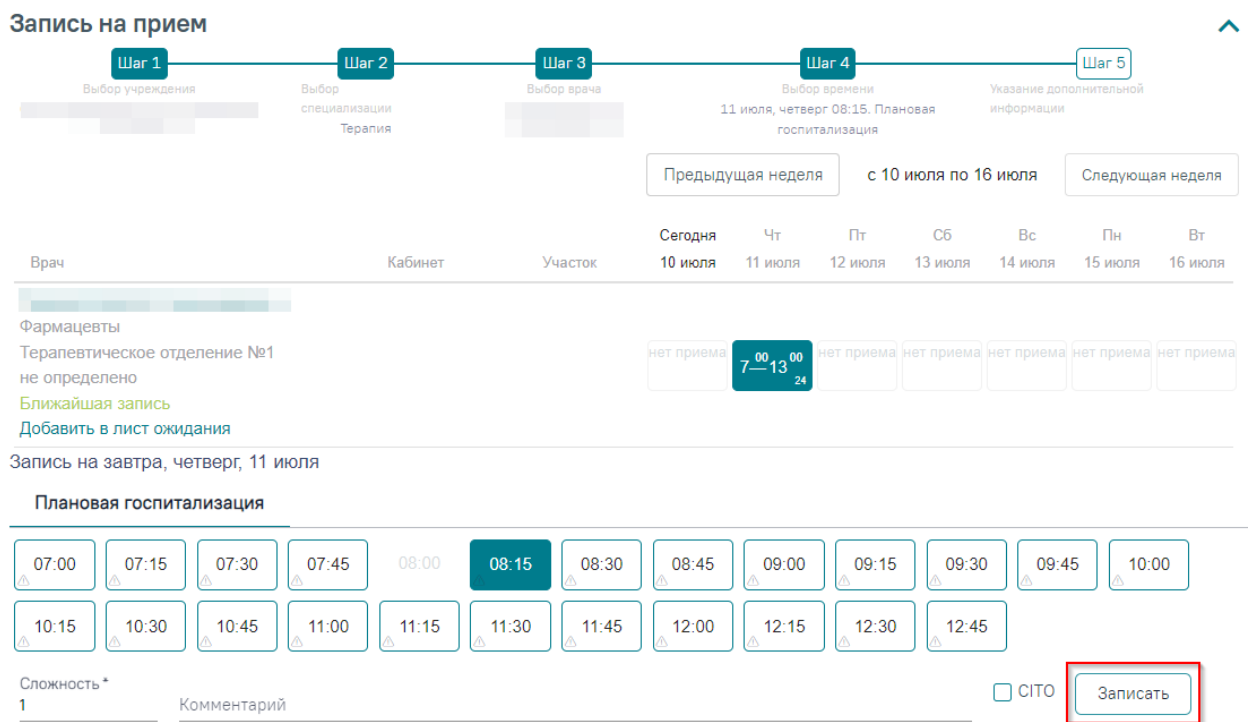 Запись на прием
Шаг 1 Шаг 2 Шаг 3 Шаг 4 Шаг 5
Выбор учреждения
Выбор
специализации
Терапия
Выбор врача
Выбор времени
11 июля, четверг 08:15. Плановая
госпитализация
Указание дополнительной
информации
Предыдущая неделя с 10 июля по 16 июля Следующая неделя
Сегодня Чт Пт Сб Вс Пн Вт
Врач Кабинет Участок 10 июля 11 июля 12 июля 13 июля 14 июля 15 июля 16 июля
Фармацевты
Терапевтическое отделение №1
не определено
Ближайшая запись
Добавить в лист ожидания
нет приема 7 00 — 13 00 нет приема нет приема нет приема нет приема нет приема
24
Запись на завтра, четверг, 11 июля
Плановая госпитализация
07:00 07:15 07:30 07:45 08:00 08:15 08:30 08:45 09:00 09:15 09:30 09:45 10:00
10:15 10:30 10:45 11:00 11:15 11:30 11:45 12:00 12:15 12:30 12:45
Сложность *
1 Комментарий CITO Записать